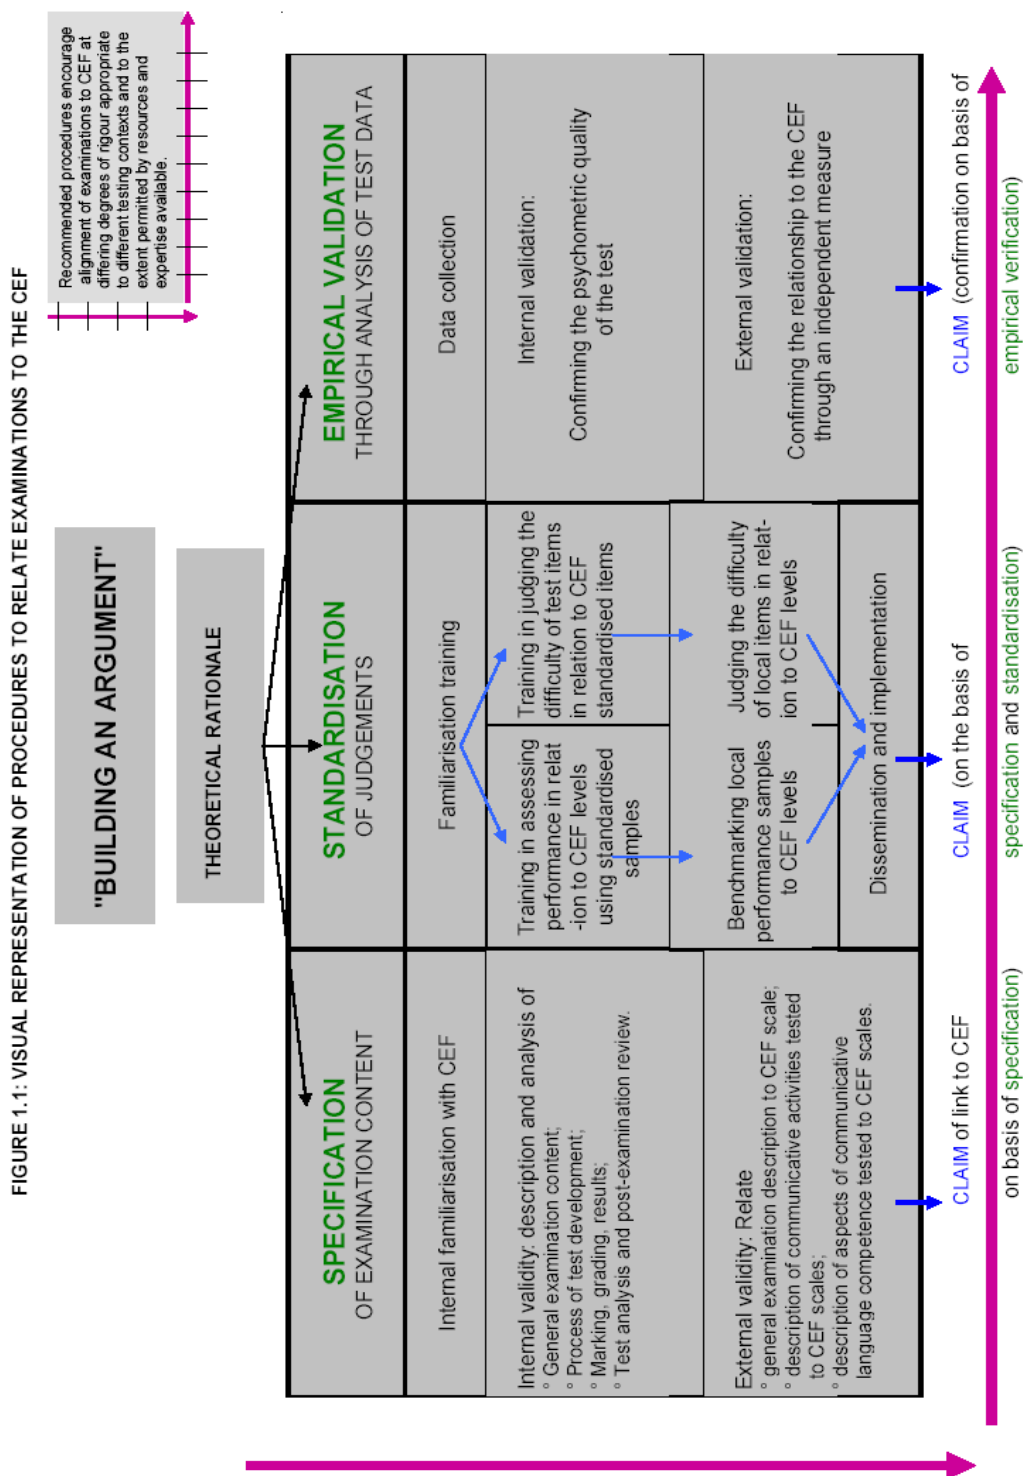 FIGURE 1.1: VISUAL REPRESENTATION OF PROCEDURES TO RELATE EXAMINATIONS TO THE CEF
Recommended procedures encourage
alignment of examinations to CEF at
differing degrees of rigour appropriate
to different testing contexts and to the
extent permitted by resources and
expertise available.
"BUILDING AN ARGUMENT"
THEORETICAL RATIONALE
SPECIFICATION
OF EXAMINATION CONTENT
Internal familiarisation with CEF
Internal validity: description and analysis of
° General examination content;
° Process of test development;
° Marking, grading, results;
° Test analysis and post-examination review.
External validity: Relate
° general examination description to CEF scale;
° description of communicative activities tested
to CEF scales;
° description of aspects of communicative
language competence tested to CEF scales.
CLAIM of link to CEF
on basis of specification)
STANDARDISATION
OF JUDGEMENTS
Familiarisation training
Training in assessing
performance in relat
-ion to CEF levels
using standardised
samples
Training in judging the
difficulty of test items
in relation to CEF
standardised items
Benchmarking local
performance samples
to CEF levels
Judging the difficulty
of local items in relat-
ion to CEF levels
Dissemination and implementation
CLAIM (on the basis of
specification and standardisation)
EMPIRICAL VALIDATION
THROUGH ANALYSIS OF TEST DATA
Data collection
Internal validation:
Confirming the psychometric quality
of the test
External validation:
Confirming the relationship to the CEF
through an independent measure
CLAIM (confirmation on basis of
empirical verification)